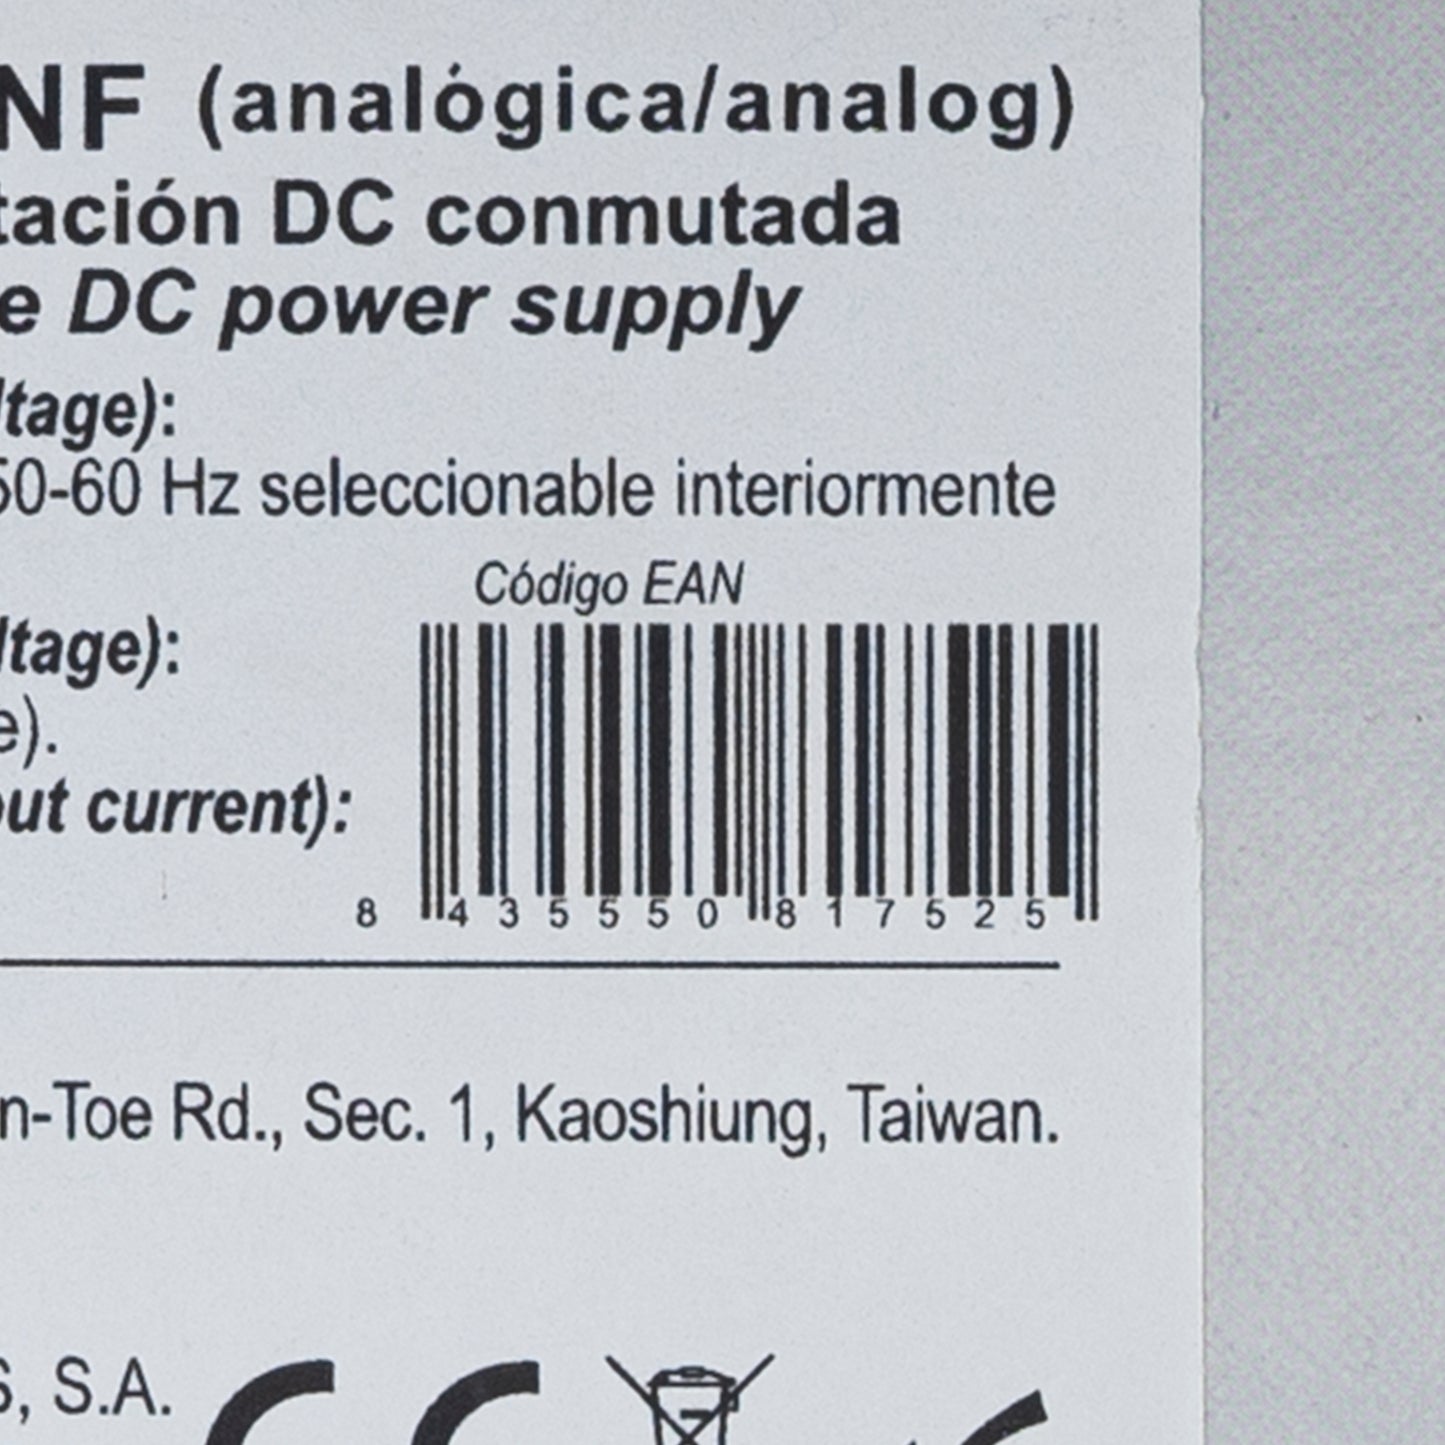 NF (analógica/analog)
tación DC conmutada
e DC power supply
ltage):
50-60 Hz seleccionable interiormente
Código EAN
ltage):
e).
out current):
8 435550 817525
n-Toe Rd., Sec. 1, Kaoshiung, Taiwan.
S, S.A.